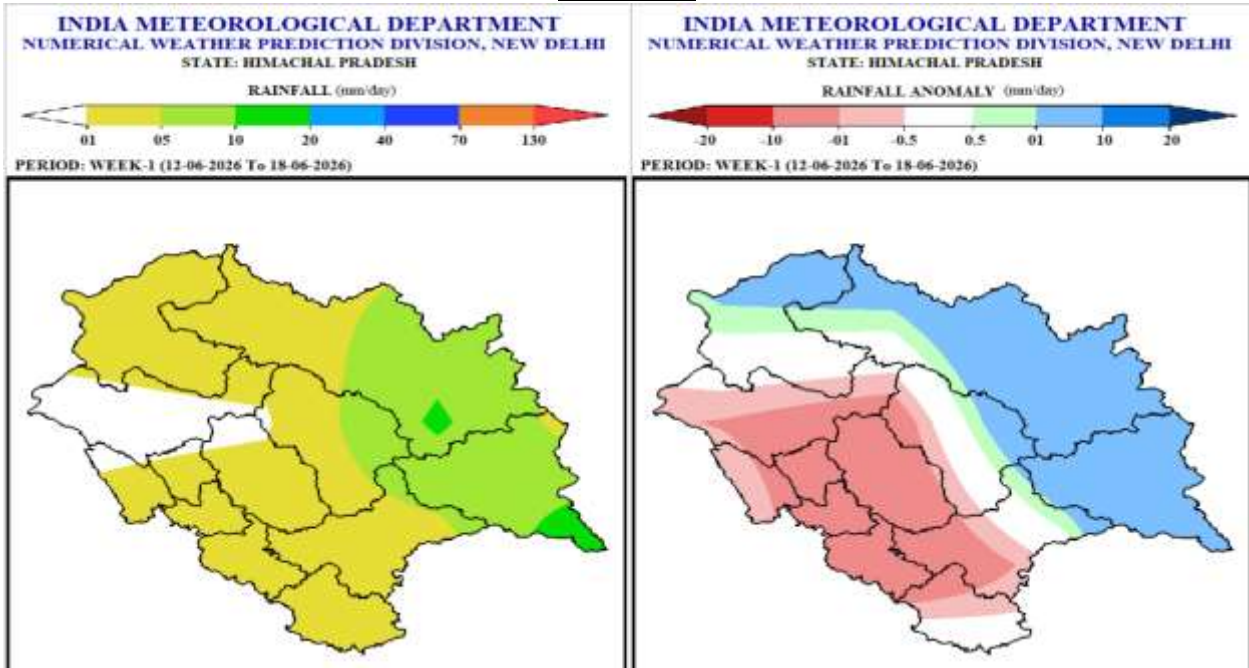 INDIA METEOROLOGICAL DEPARTMENT
NUMERICAL WEATHER PREDICTION DIVISION, NEW DELHI
STATE: HIMACHAL PRADESH
RAINFALL (mm/day)
01 05 10 20 40 70 130
PERIOD: WEEK-1 (12-06-2026 To 18-06-2026)
INDIA METEOROLOGICAL DEPARTMENT
NUMERICAL WEATHER PREDICTION DIVISION, NEW DELHI
STATE: HIMACHAL PRADESH
RAINFALL ANOMALY (mm/day)
-20 -10 -01 -0.5 0.5 01 10 20
PERIOD: WEEK-1 (12-06-2026 To 18-06-2026)